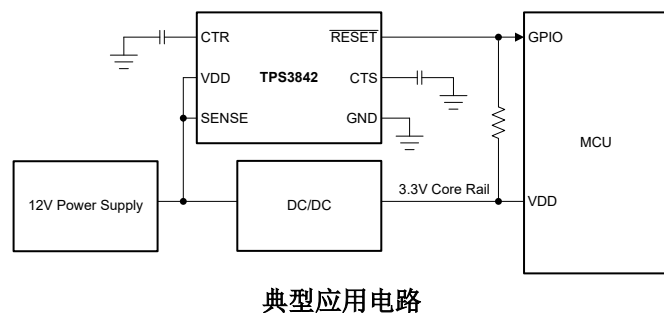 CTR
RESET
GPIO
VDD
TPS3842
CTS
SENSE
GND
MCU
12V Power Supply
DC/DC
3.3V Core Rail
VDD
典型应用电路